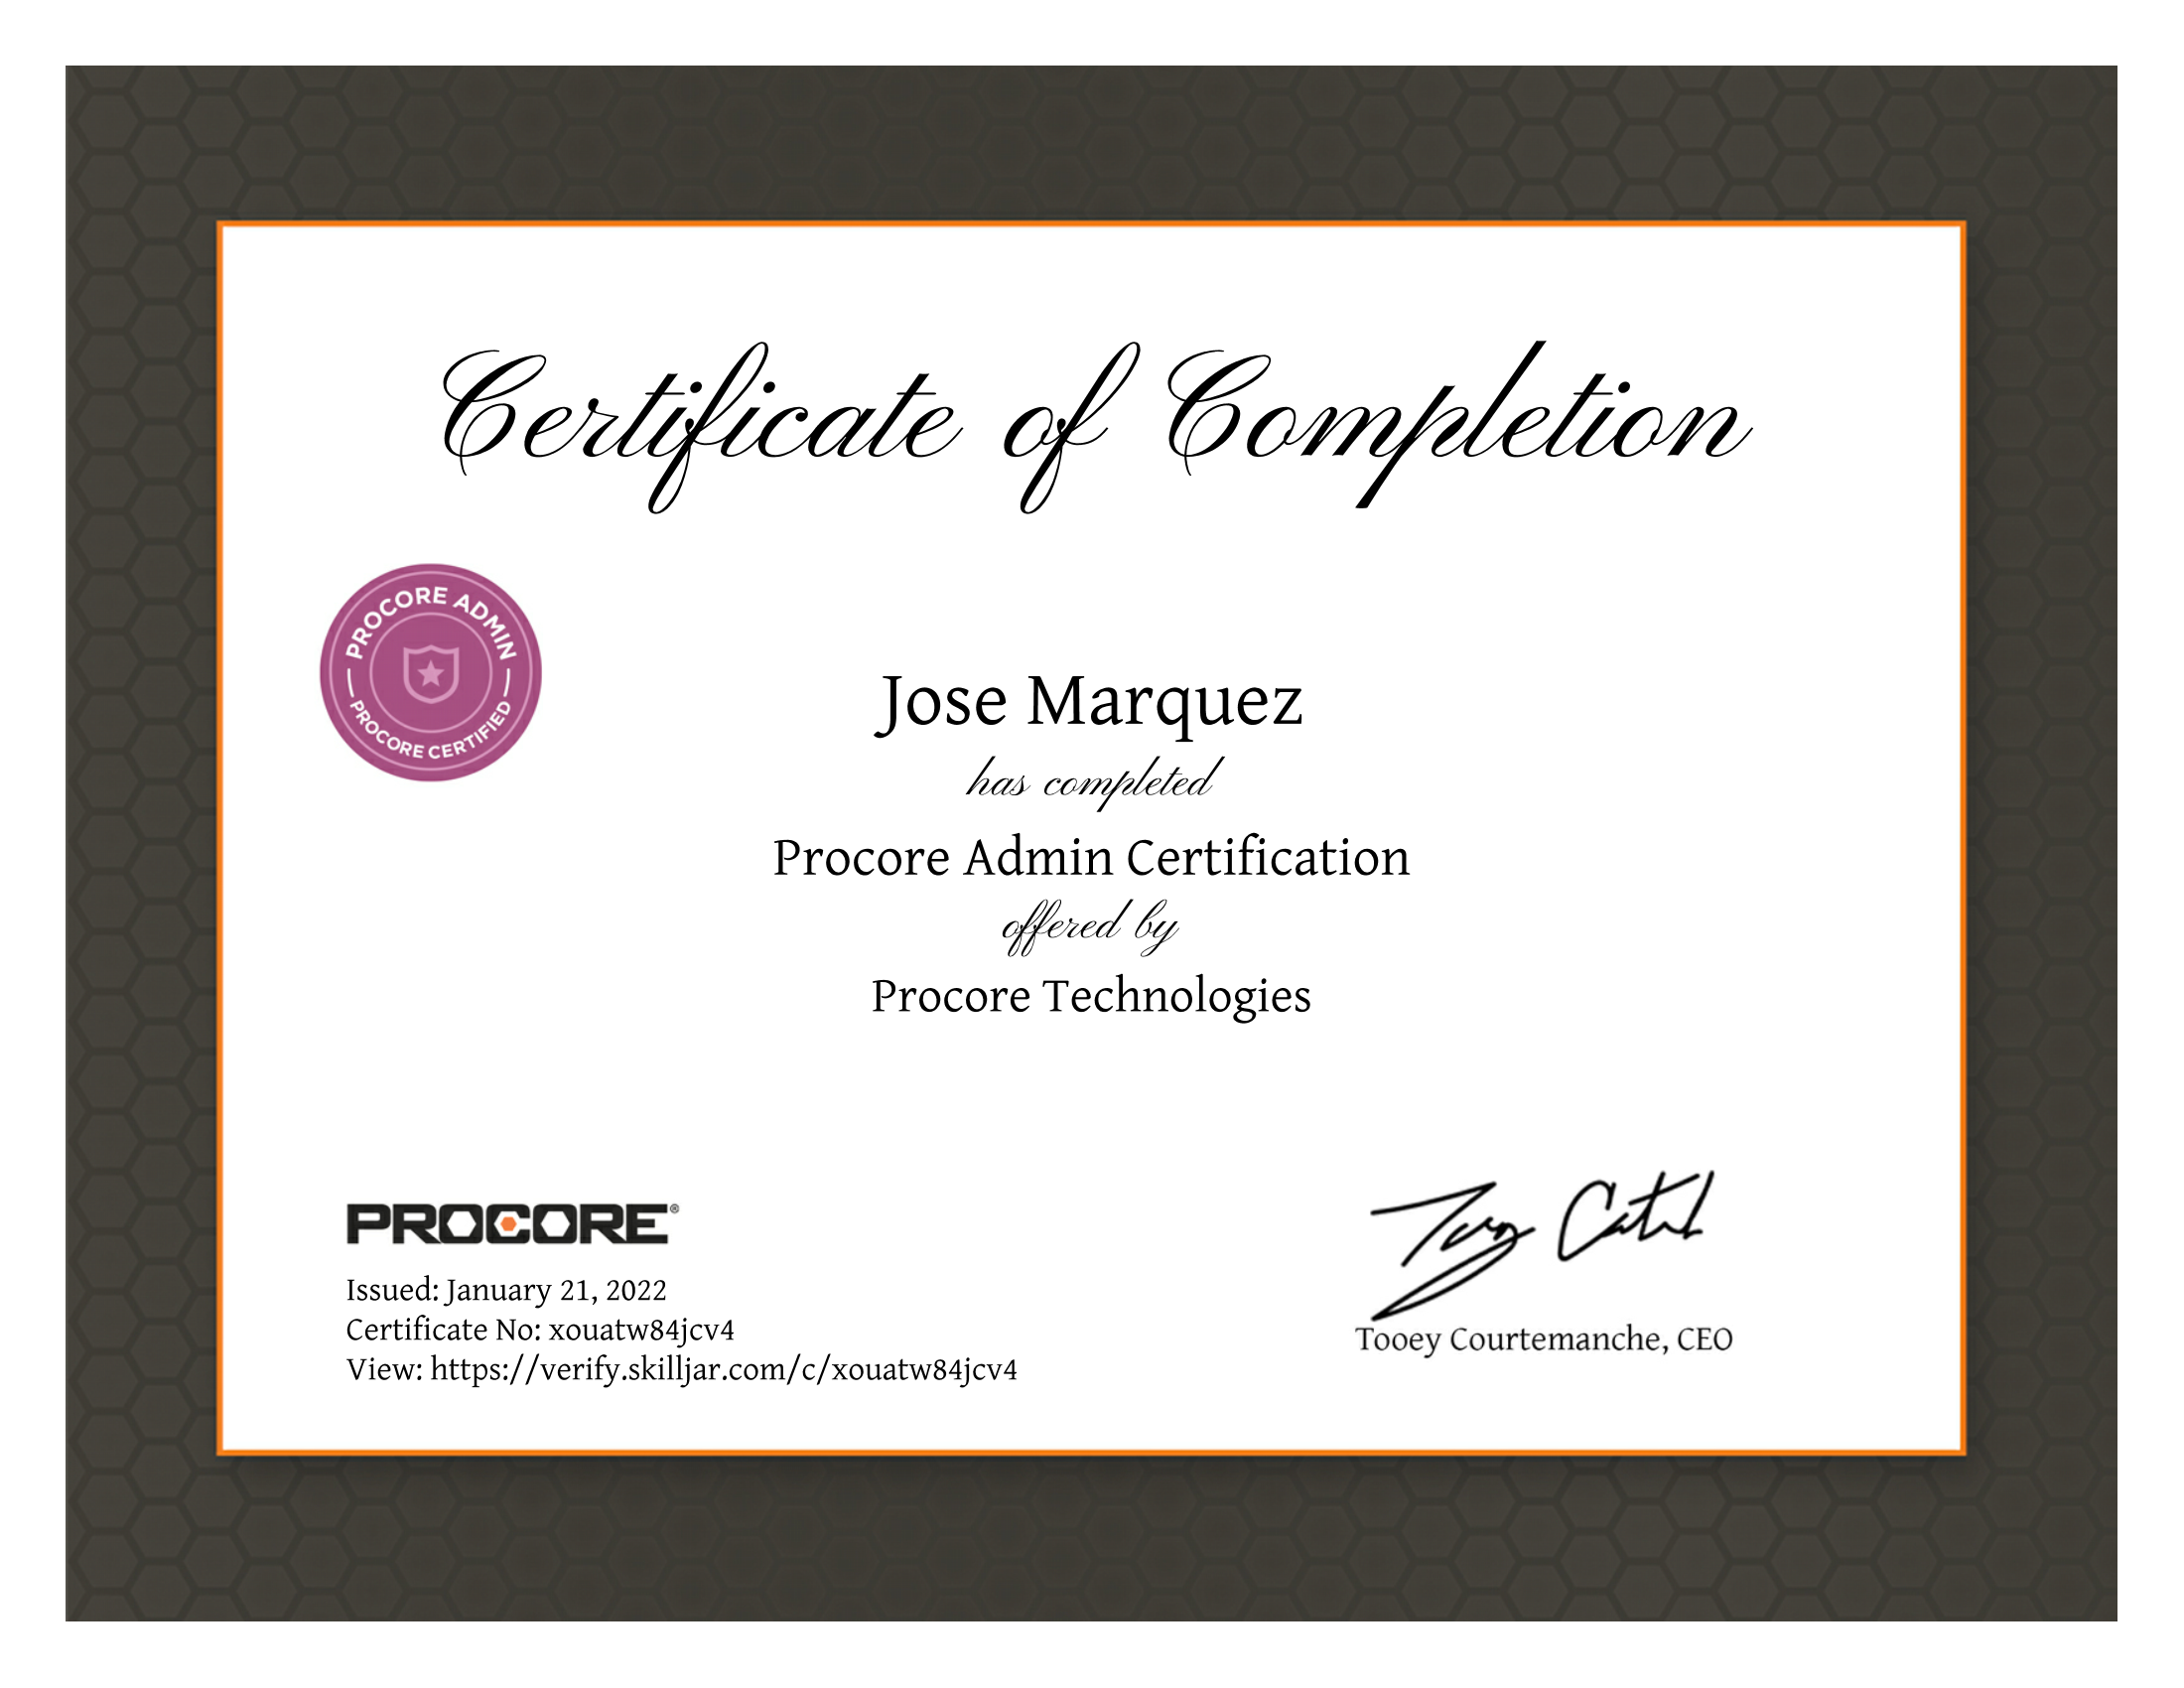 Certificate of Completion
PROCORE ADMIN
PROCORE CERTIFIED
Jose Marquez
has completed
Procore Admin Certification
offered by
Procore Technologies
PROCORE®
Issued: January 21, 2022
Certificate No: xouatw84jcv4
View: https://verify.skilljar.com/c/xouatw84jcv4
Tooey Courtemanche, CEO